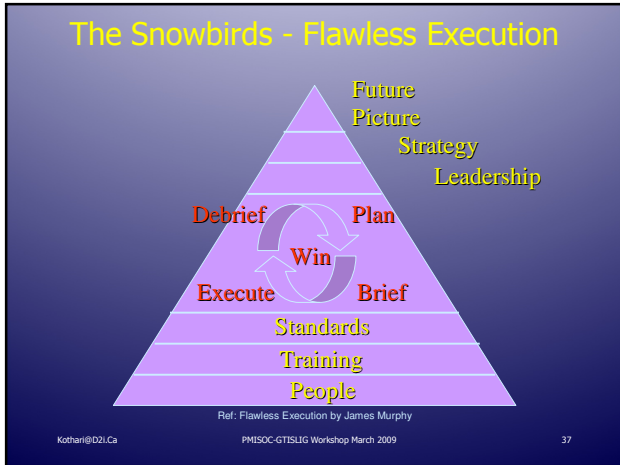 The Snowbirds - Flawless Execution
Future
Picture
Strategy
Leadership
Debrief Plan
Win
Execute Brief
Standards
Training
People
Ref: Flawless Execution by James Murphy
Kothari@D2i.Ca PMISOC-GTISLIG Workshop March 2009 37